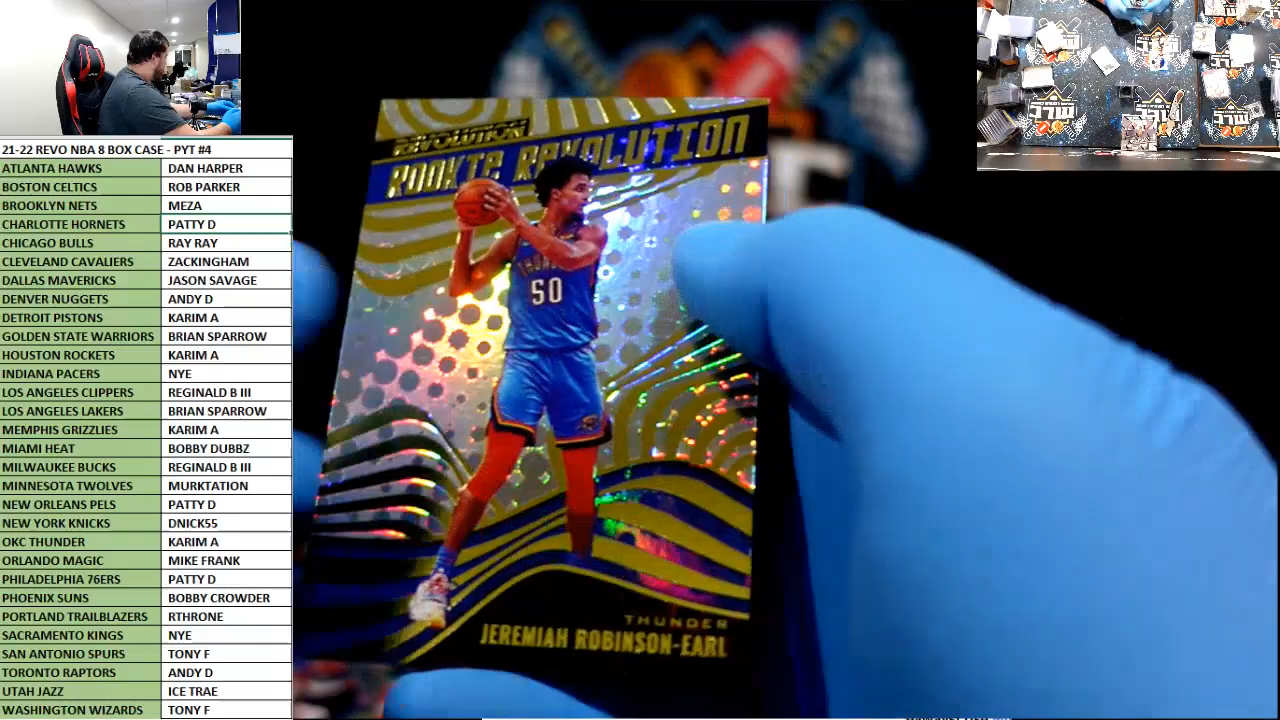 21-22 REVO NBA 8 BOX CASE - PYT #4
ATLANTA HAWKS DAN HARPER
BOSTON CELTICS ROB PARKER
BROOKLYN NETS MEZA
CHARLOTTE HORNETS PATTY D
CHICAGO BULLS RAY RAY
CLEVELAND CAVALIERS ZACKINGHAM
DALLAS MAVERICKS JASON SAVAGE
DENVER NUGGETS ANDY D
DETROIT PISTONS KARIM A
GOLDEN STATE WARRIORS BRIAN SPARROW
HOUSTON ROCKETS KARIM A
INDIANA PACERS NYE
LOS ANGELES CLIPPERS REGINALD B III
LOS ANGELES LAKERS BRIAN SPARROW
MEMPHIS GRIZZLIES KARIM A
MIAMI HEAT BOBBY DUBBZ
MILWAUKEE BUCKS REGINALD B III
MINNESOTA TWOLVES MURKTATION
NEW ORLEANS PELS PATTY D
NEW YORK KNICKS DNICK55
OKC THUNDER KARIM A
ORLANDO MAGIC MIKE FRANK
PHILADELPHIA 76ERS PATTY D
PHOENIX SUNS BOBBY CROWDER
PORTLAND TRAILBLAZERS RTHRONE
SACRAMENTO KINGS NYE
SAN ANTONIO SPURS TONY F
TORONTO RAPTORS ANDY D
UTAH JAZZ ICE TRAE
WASHINGTON WIZARDS TONY F
REVOLUTION
ROOKIE REVOLUTION
THUNDER
50
THUNDER
JEREMIAH ROBINSON-EARL